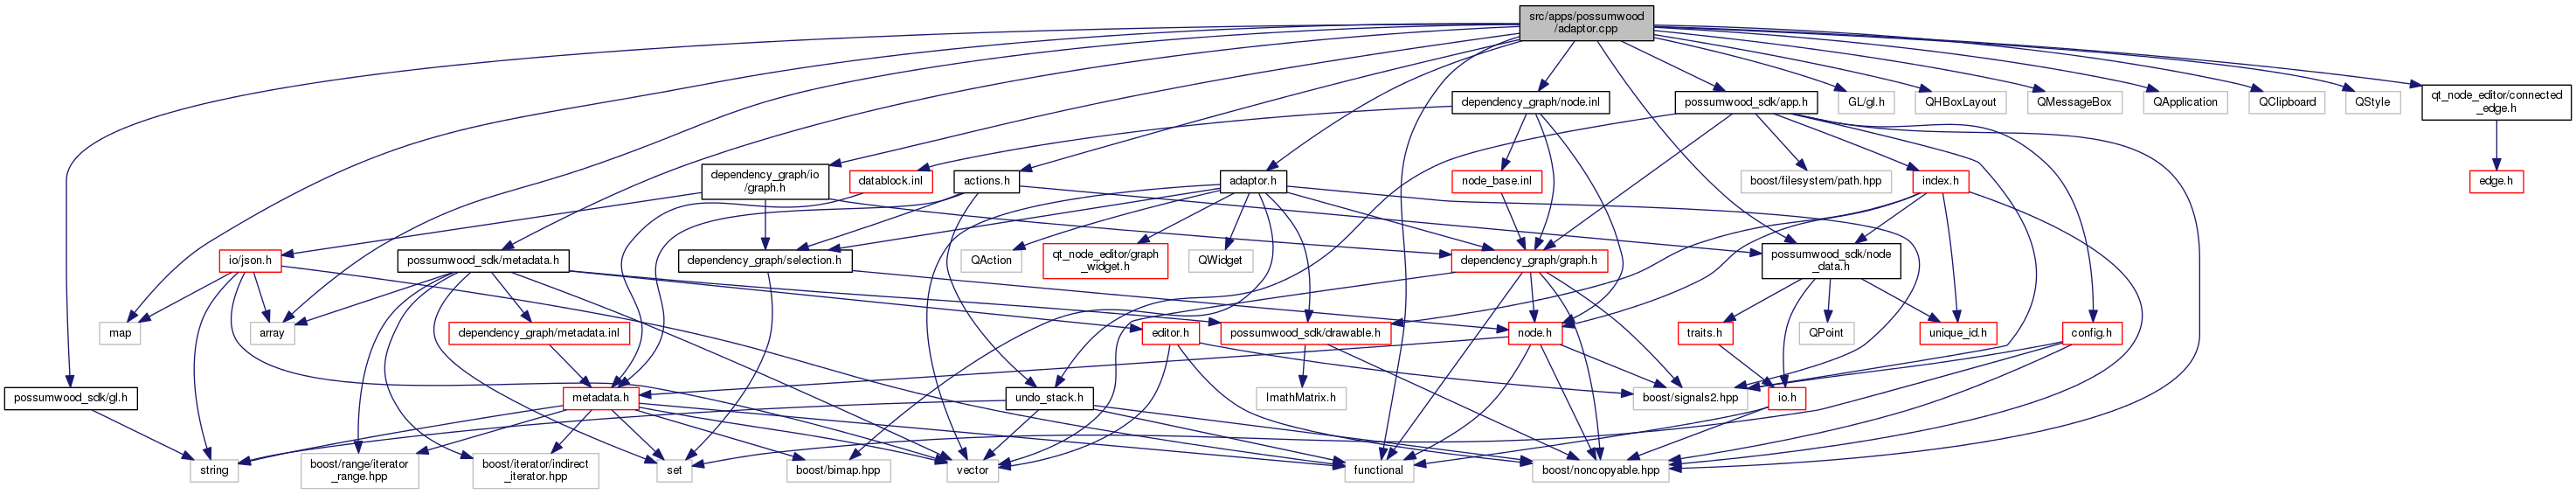 src/apps/possumwood
/adaptor.cpp
dependency_graph/node.inl
possumwood_sdk/app.h
GL/gl.h
QHBoxLayout
QMessageBox
QApplication
QClipboard
QStyle
qt_node_editor/connected
_edge.h
dependency_graph/io
/graph.h
datablock.inl
actions.h
adaptor.h
node_base.inl
boost/filesystem/path.hpp
index.h
edge.h
io/json.h
possumwood_sdk/metadata.h
dependency_graph/selection.h
QAction
qt_node_editor/graph
_widget.h
QWidget
dependency_graph/graph.h
possumwood_sdk/node
_data.h
map
array
dependency_graph/metadata.inl
editor.h
possumwood_sdk/drawable.h
node.h
traits.h
QPoint
unique_id.h
config.h
possumwood_sdk/gl.h
metadata.h
undo_stack.h
ImathMatrix.h
boost/signals2.hpp
io.h
string
boost/range/iterator
_range.hpp
boost/iterator/indirect
_iterator.hpp
set
boost/bimap.hpp
vector
functional
boost/noncopyable.hpp